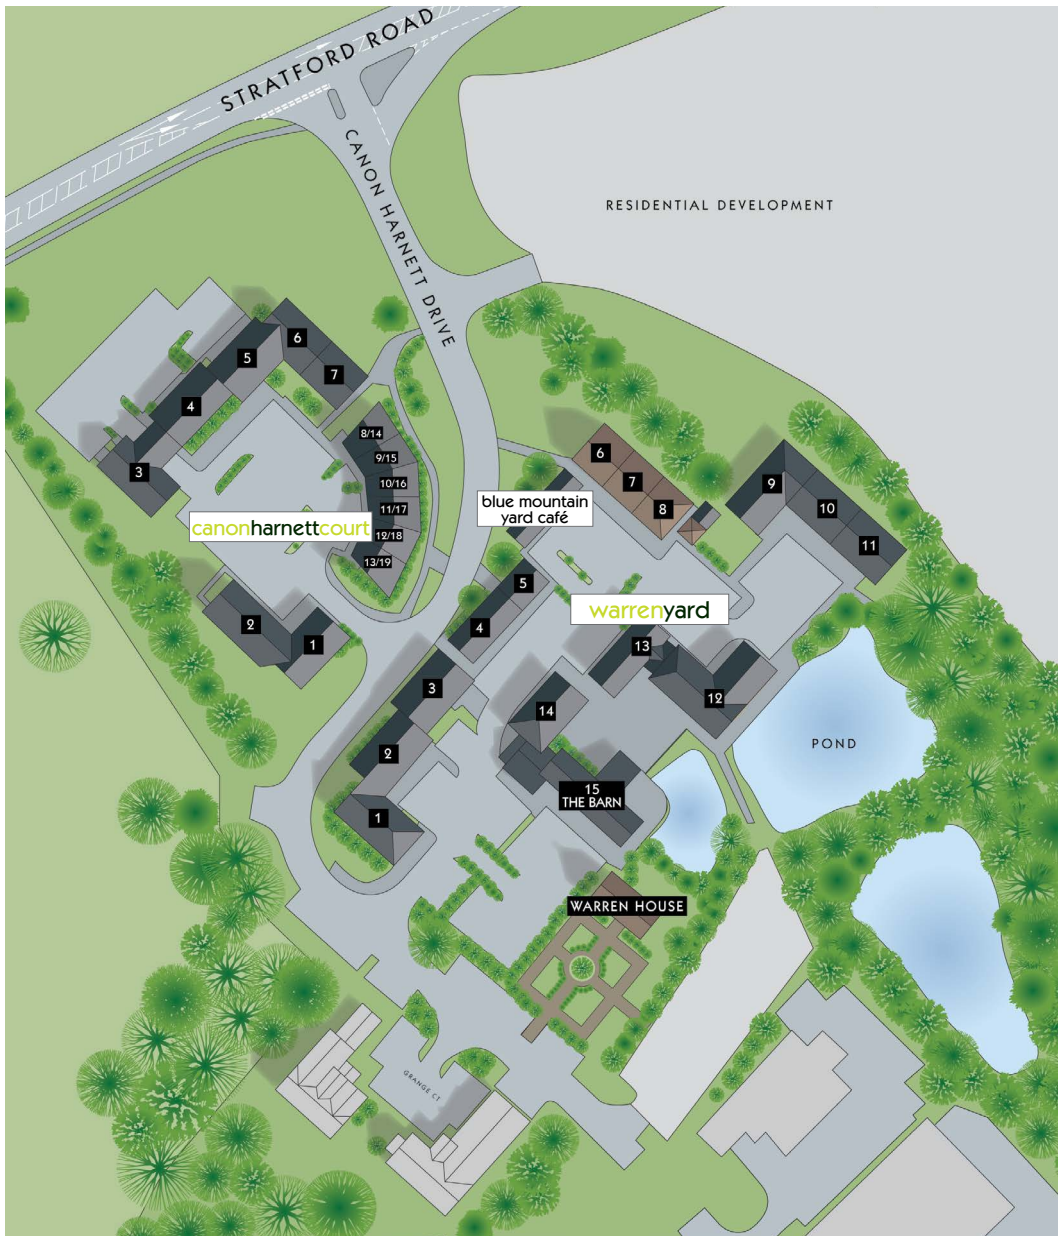 STRATFORD ROAD
CANON HARNETT DRIVE
RESIDENTIAL DEVELOPMENT
6
5
7
4
3
8/14
9/15
10/16
11/17
12/18
13/19
canonharnettcourt
2
1
blue mountain
yard café
6
7
8
9
10
11
5
4
warrenyard
3
13
12
14
2
1
POND
15
THE BARN
WARREN HOUSE
GRANGE CT